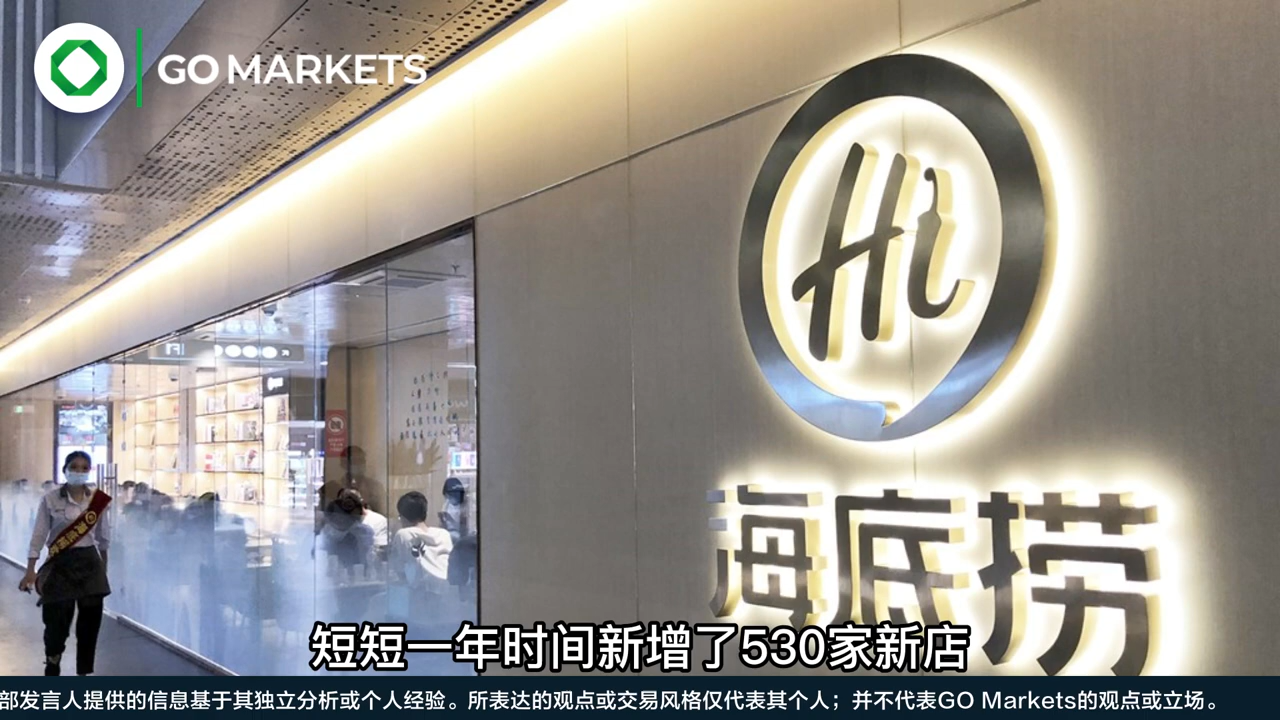 GO MARKETS
Hi
海底捞
短短一年时间新增了530家新店
部发言人提供的信息基于其独立分析或个人经验。所表达的观点或交易风格仅代表其个人；并不代表GO Markets的观点或立场。